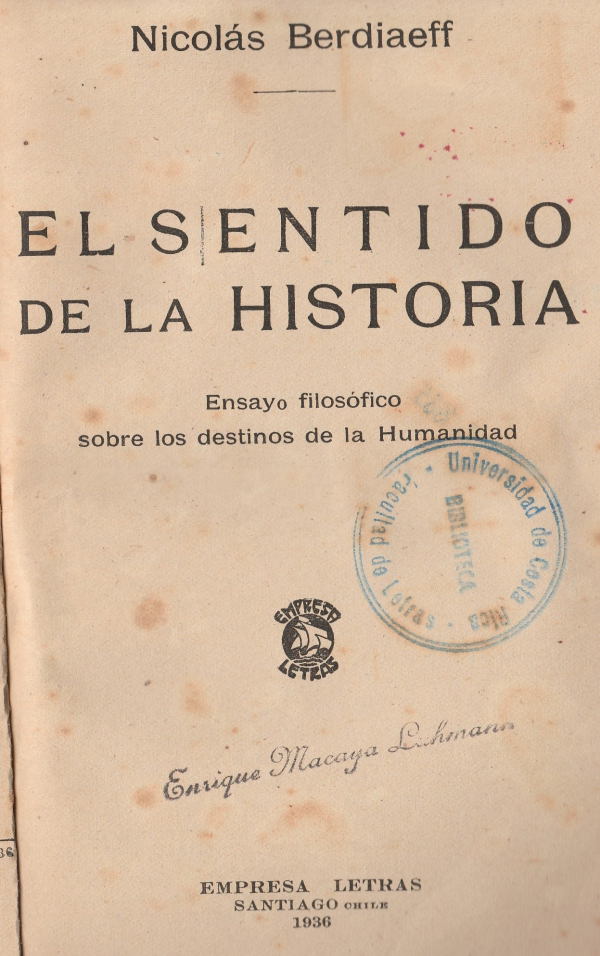 Nicolás Berdiaeff
EL SENTIDO
DE LA HISTORIA
Ensayo filosófico
sobre los destinos de la Humanidad
Universidad de Costa Rica - Facultad de Letras -
BIBLIOTECA
EMPRESA
LETRAS
Enrique Macaya Lahmann
EMPRESA LETRAS
SANTIAGO CHILE
1936